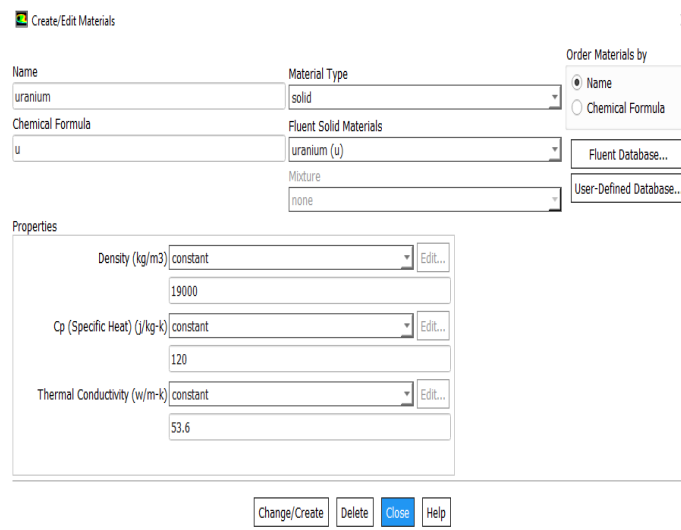 Create/Edit Materials
Name
Material Type
Order Materials by
uranium
solid
Name
Chemical Formula
Chemical Formula
Fluent Solid Materials
u
uranium (u)
Fluent Database...
Mixture
none
User-Defined Database...
Properties
Density (kg/m3) constant Edit...
19000
Cp (Specific Heat) (j/kg-k) constant Edit...
120
Thermal Conductivity (w/m-k) constant Edit...
53.6
Change/Create Delete Close Help